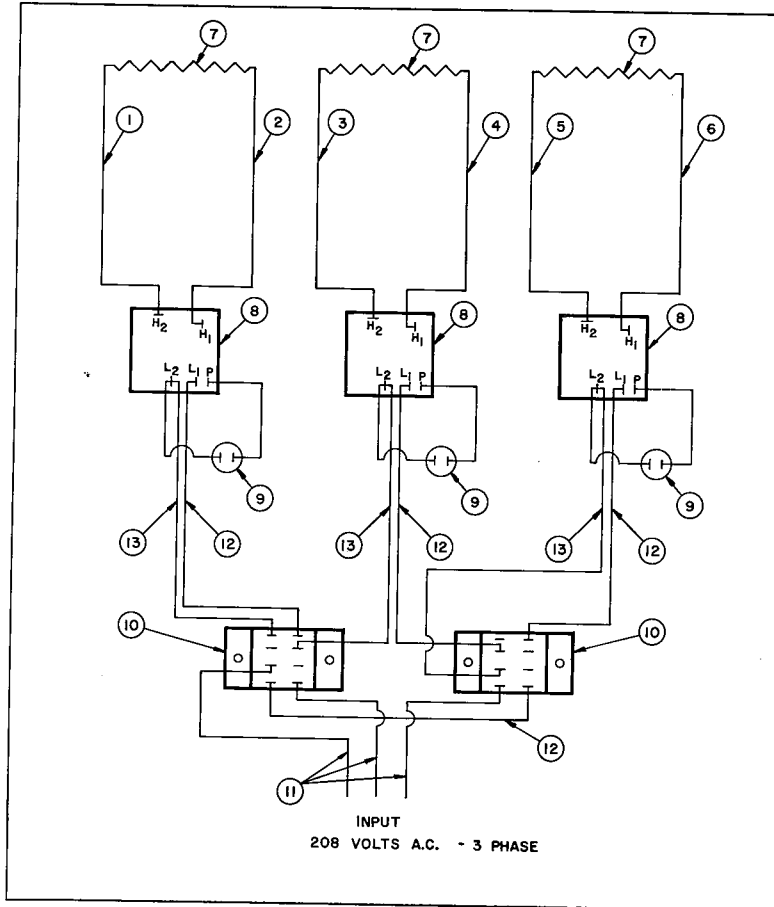 7 7 7
1 2 3 4 5 6
H2 H1 8 H2 H1 8 H2 H1 8
L2 L1 P L2 L1 P L2 L1 P
9 9 9
13 12 13 12 13 12
10 10
12
11
INPUT
208 VOLTS A.C. - 3 PHASE